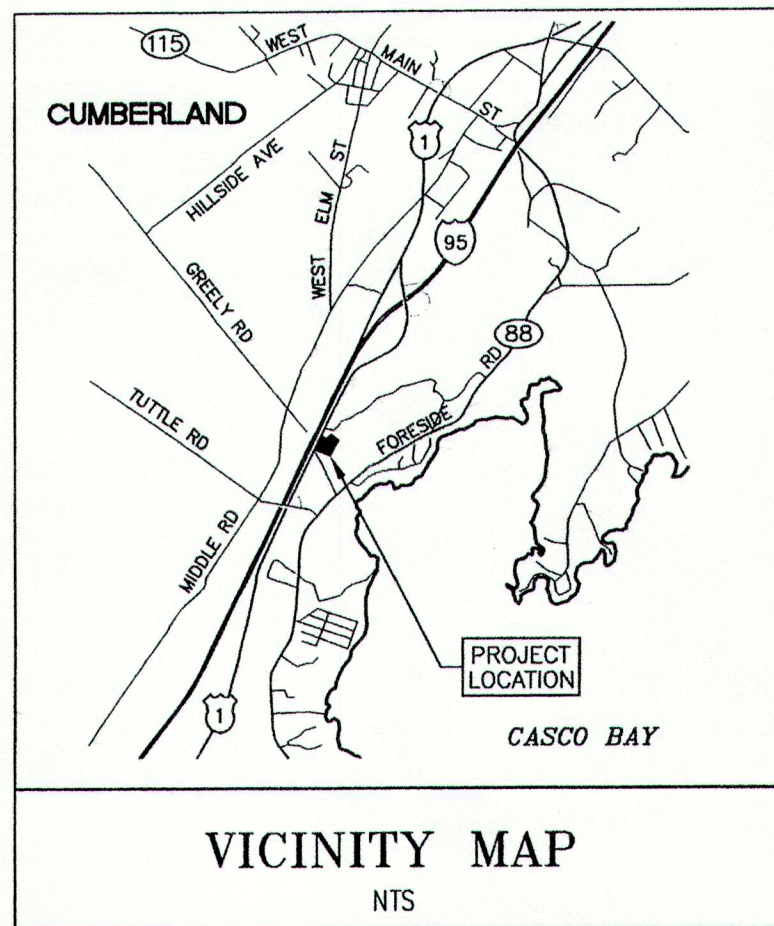 115
WEST
MAIN
ST
CUMBERLAND
1
HILLSIDE AVE
WEST ELM ST
95
GREELY RD
88
TUTTLE RD
FORESIDE RD
MIDDLE RD
PROJECT
LOCATION
1
CASCO BAY
VICINITY MAP
NTS